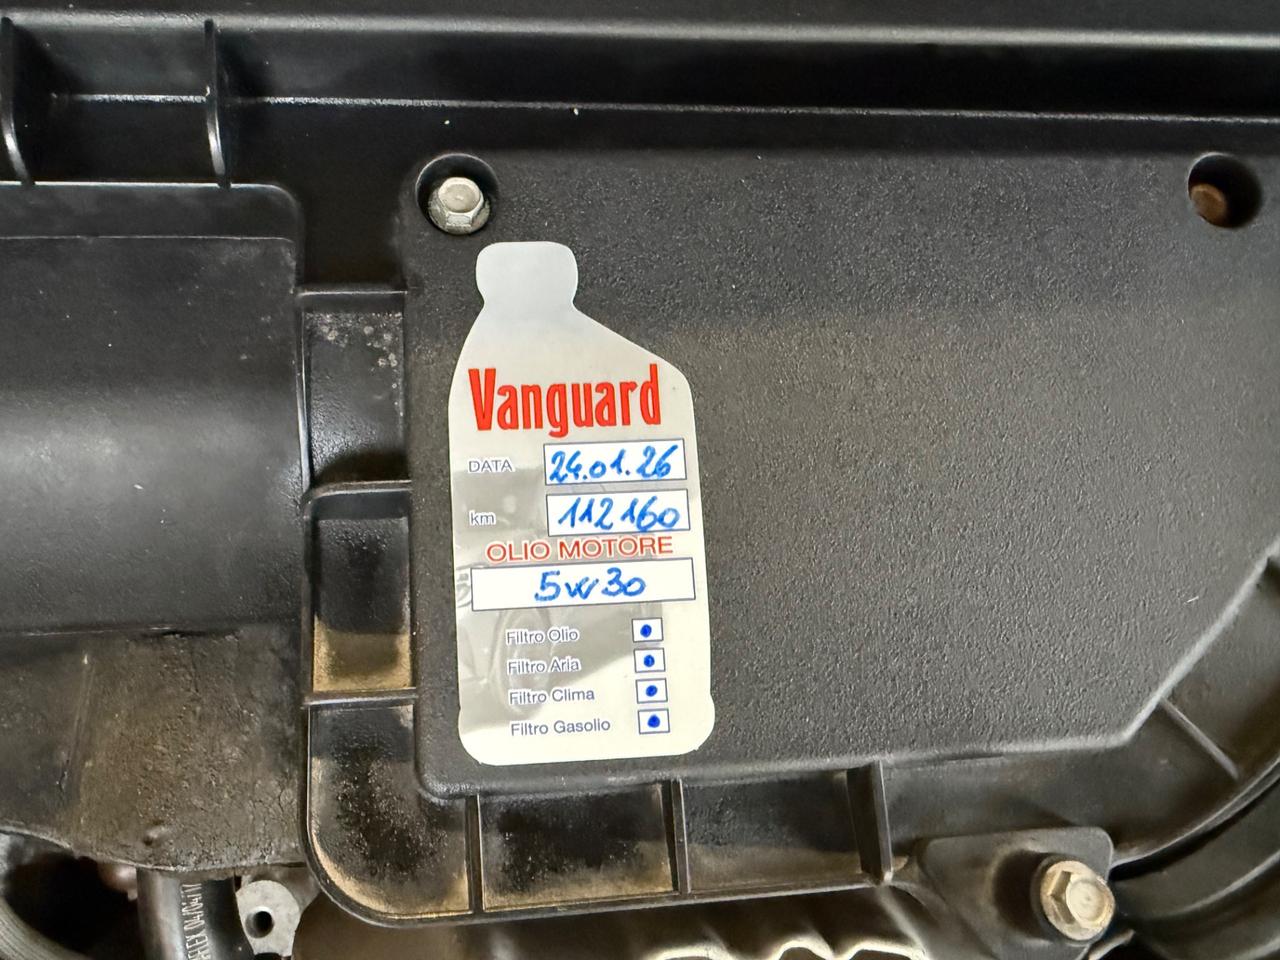 Vanguard
DATA 24.01.26
km 112160
OLIO MOTORE
5w30
Filtro Olio
Filtro Aria
Filtro Clima
Filtro Gasolio